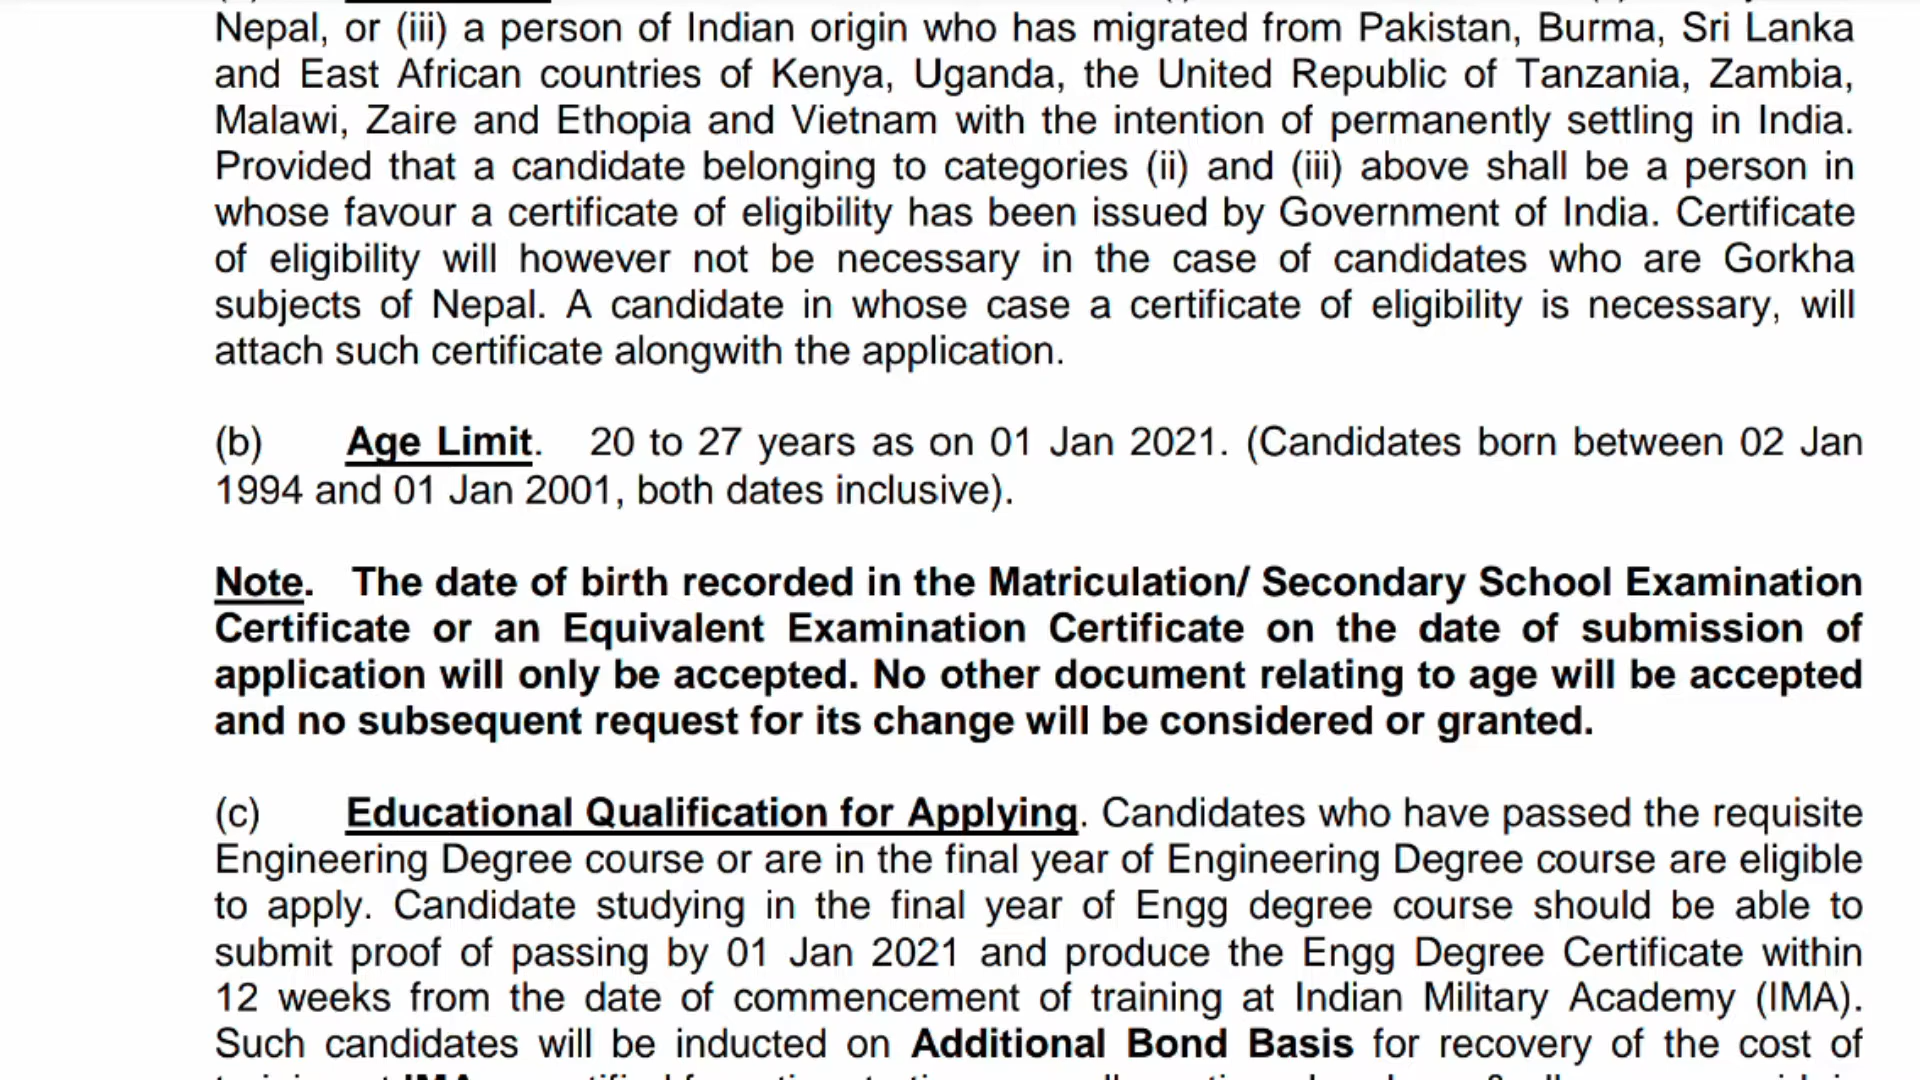 Nepal, or (iii) a person of Indian origin who has migrated from Pakistan, Burma, Sri Lanka
and East African countries of Kenya, Uganda, the United Republic of Tanzania, Zambia,
Malawi, Zaire and Ethopia and Vietnam with the intention of permanently settling in India.
Provided that a candidate belonging to categories (ii) and (iii) above shall be a person in
whose favour a certificate of eligibility has been issued by Government of India. Certificate
of eligibility will however not be necessary in the case of candidates who are Gorkha
subjects of Nepal. A candidate in whose case a certificate of eligibility is necessary, will
attach such certificate alongwith the application.
(b) Age Limit. 20 to 27 years as on 01 Jan 2021. (Candidates born between 02 Jan
1994 and 01 Jan 2001, both dates inclusive).
Note. The date of birth recorded in the Matriculation/ Secondary School Examination
Certificate or an Equivalent Examination Certificate on the date of submission of
application will only be accepted. No other document relating to age will be accepted
and no subsequent request for its change will be considered or granted.
(c) Educational Qualification for Applying. Candidates who have passed the requisite
Engineering Degree course or are in the final year of Engineering Degree course are eligible
to apply. Candidate studying in the final year of Engg degree course should be able to
submit proof of passing by 01 Jan 2021 and produce the Engg Degree Certificate within
12 weeks from the date of commencement of training at Indian Military Academy (IMA).
Such candidates will be inducted on Additional Bond Basis for recovery of the cost of